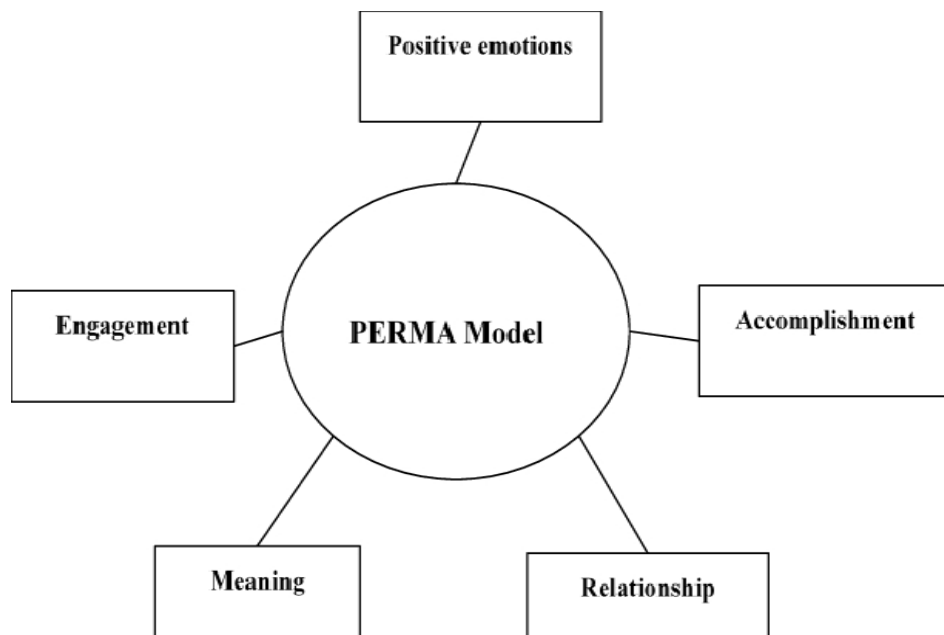 Positive emotions
Engagement
PERMA Model
Accomplishment
Meaning
Relationship